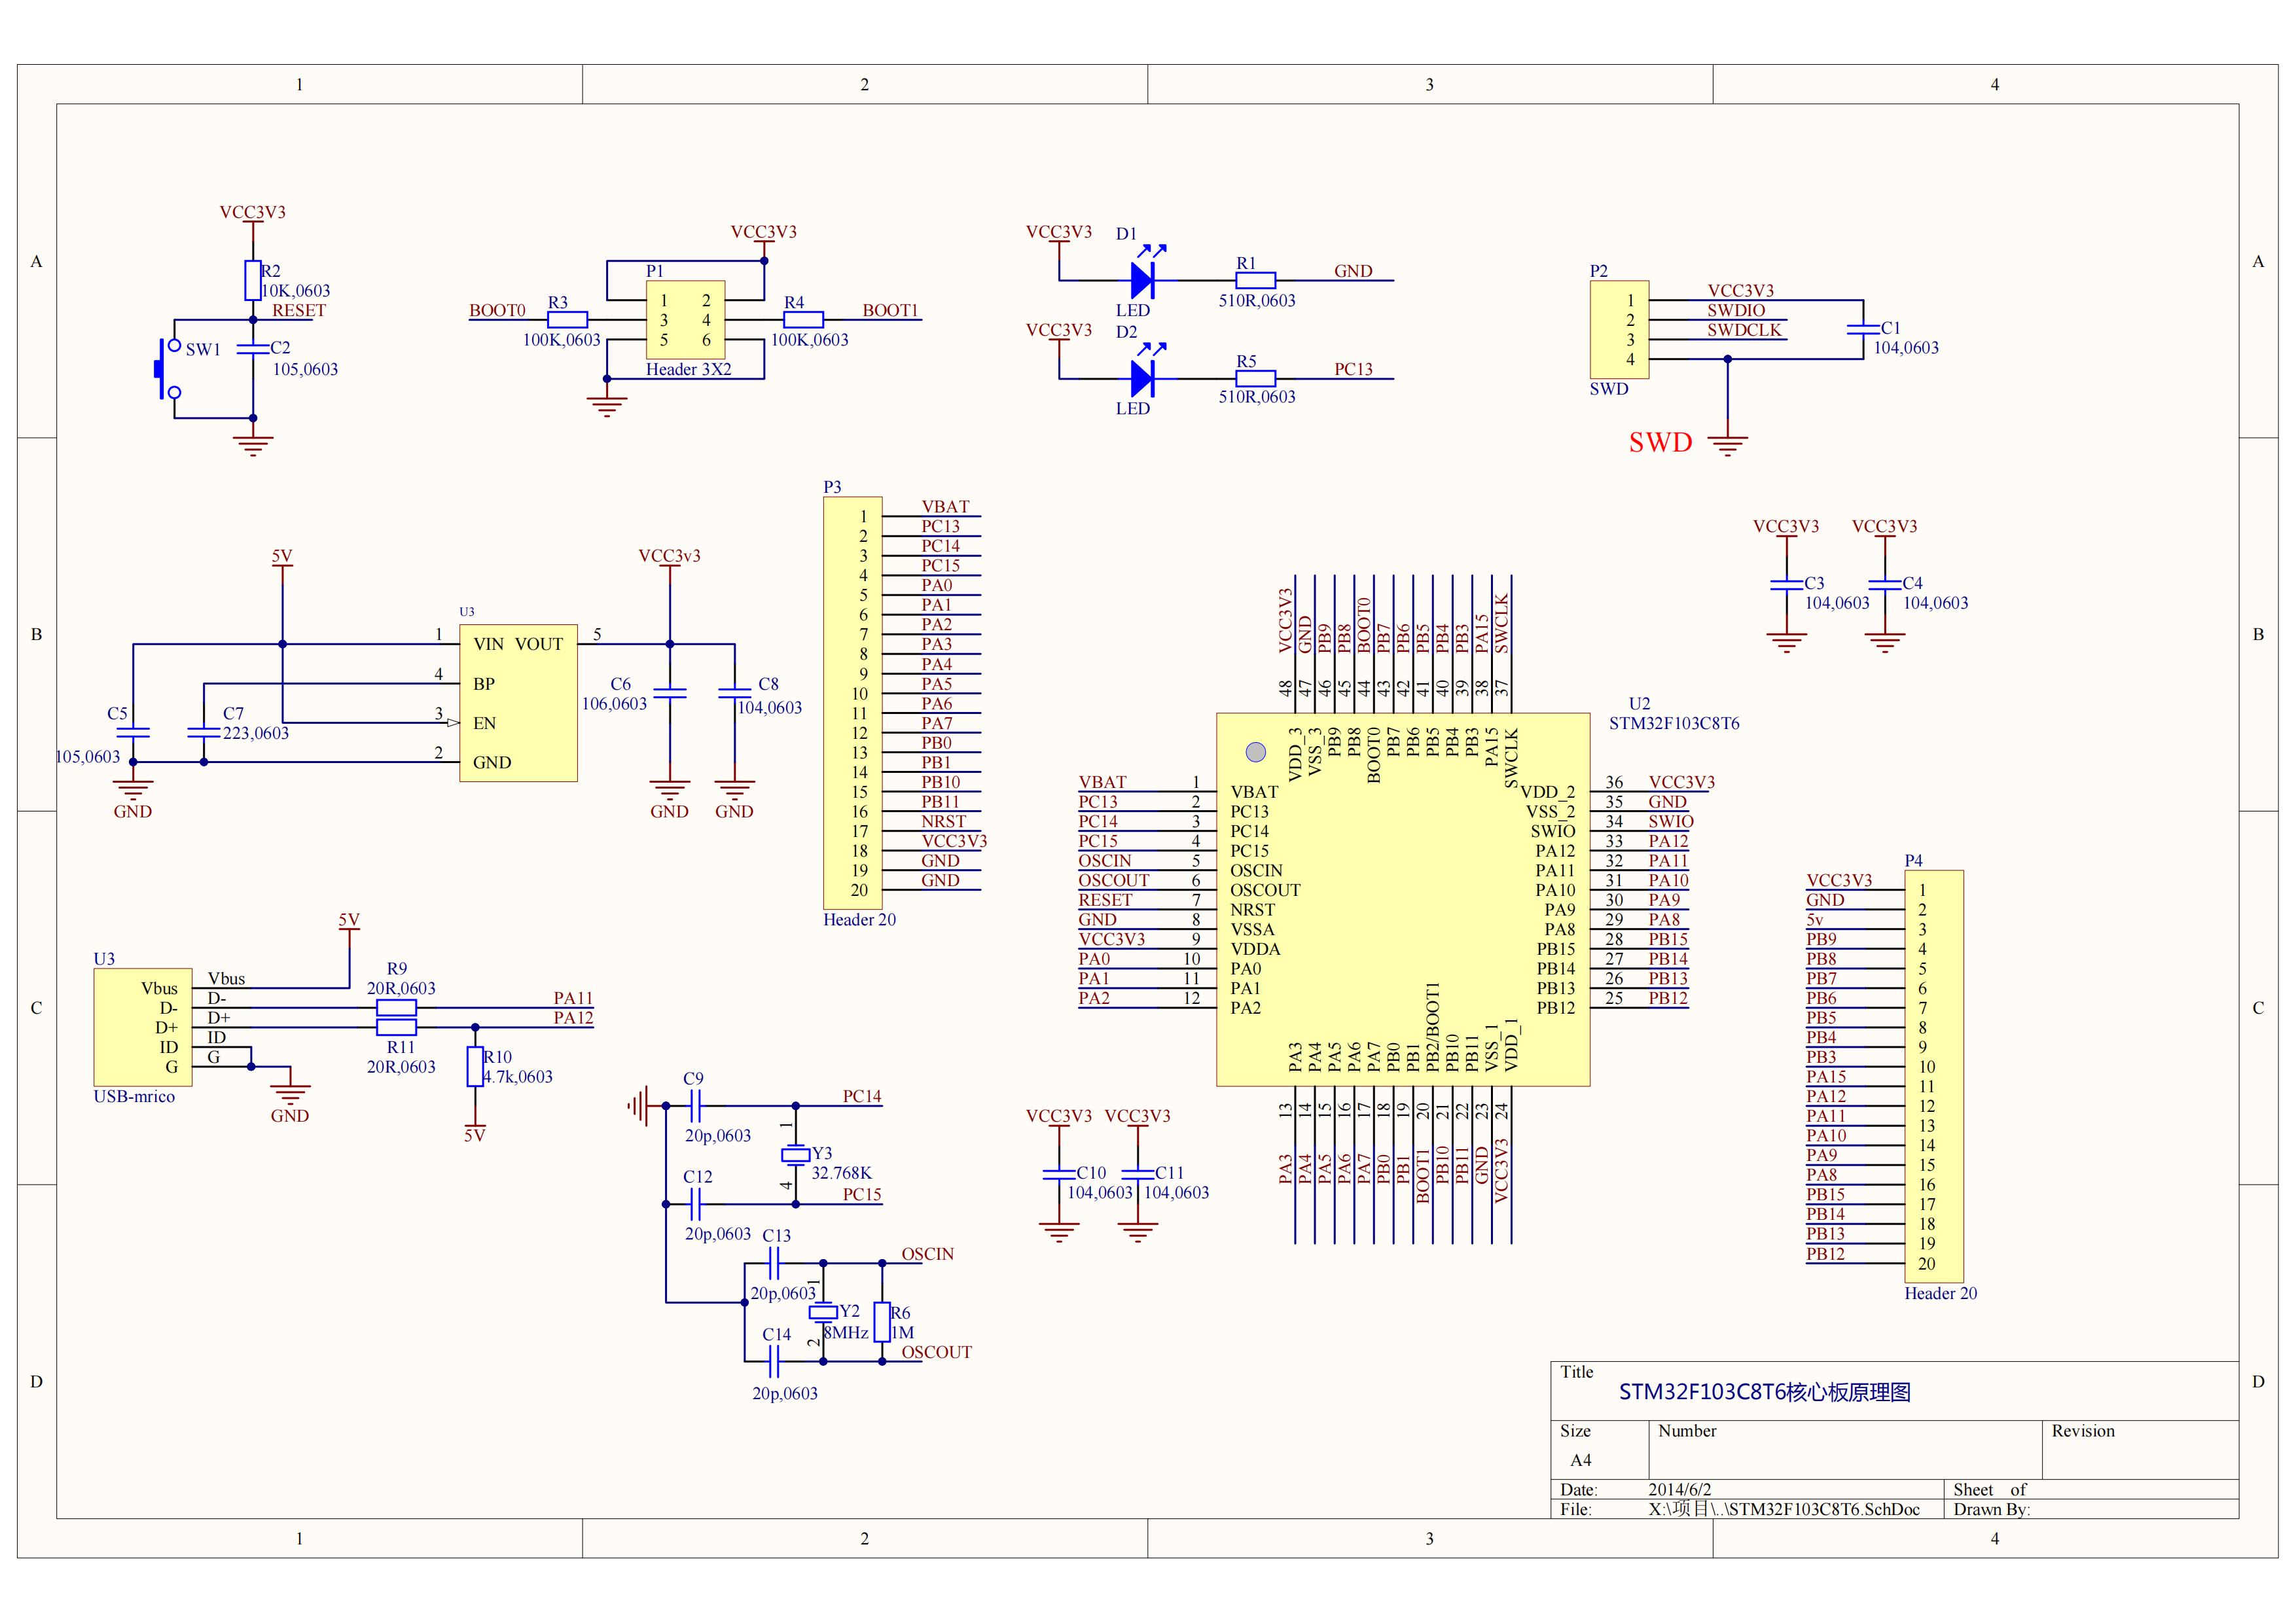 1 2 3 4
A
B
C
D
A
B
C
D
1 2 3 4
VCC3V3
R2
10K,0603
RESET
SW1
C2
105,0603
VCC3V3
P1
1 2
3 4
5 6
Header 3X2
BOOT0
R3
100K,0603
R4
100K,0603
BOOT1
VCC3V3
D1
LED
R1
510R,0603
GND
VCC3V3
D2
LED
R5
510R,0603
PC13
P2
1 VCC3V3
2 SWDIO
3 SWDCLK
4
SWD
C1
104,0603
SWD
5V
VCC3v3
U3
1 VIN VOUT 5
4 BP
3 EN
2 GND
C5
105,0603
C7
223,0603
GND
C6
106,0603
C8
104,0603
GND GND
P3
1 VBAT
2 PC13
3 PC14
4 PC15
5 PA0
6 PA1
7 PA2
8 PA3
9 PA4
10 PA5
11 PA6
12 PA7
13 PB0
14 PB1
15 PB10
16 PB11
17 NRST
18 VCC3V3
19 GND
20 GND
Header 20
VCC3V3 VCC3V3
C3
104,0603
C4
104,0603
U2
STM32F103C8T6
VCC3V3 48 VDD_3
GND 47 VSS_3
PB9 46 PB9
PB8 45 PB8
BOOT0 44 BOOT0
PB7 43 PB7
PB6 42 PB6
PB5 41 PB5
PB4 40 PB4
PB3 39 PB3
PA15 38 PA15
SWCLK 37 SWCLK
VBAT 1 VBAT
PC13 2 PC13
PC14 3 PC14
PC15 4 PC15
OSCIN 5 OSCIN
OSCOUT 6 OSCOUT
RESET 7 NRST
GND 8 VSSA
VCC3V3 9 VDDA
PA0 10 PA0
PA1 11 PA1
PA2 12 PA2
VDD_2 36 VCC3V3
VSS_2 35 GND
SWIO 34 SWIO
PA12 33 PA12
PA11 32 PA11
PA10 31 PA10
PA9 30 PA9
PA8 29 PA8
PB15 28 PB15
PB14 27 PB14
PB13 26 PB13
PB12 25 PB12
PA3 13 PA3
PA4 14 PA4
PA5 15 PA5
PA6 16 PA6
PA7 17 PA7
PB0 18 PB0
PB1 19 PB1
PB2/BOOT1 20 BOOT1
PB10 21 PB10
PB11 22 PB11
VSS_1 23 GND
VDD_1 24 VCC3V3
P4
VCC3V3 1
GND 2
5v 3
PB9 4
PB8 5
PB7 6
PB6 7
PB5 8
PB4 9
PB3 10
PA15 11
PA12 12
PA11 13
PA10 14
PA9 15
PA8 16
PB15 17
PB14 18
PB13 19
PB12 20
Header 20
5V
U3
Vbus Vbus
D- D-
D+ D+
ID ID
G G
USB-mrico
GND
R9
20R,0603
PA11
PA12
R11
20R,0603
R10
4.7k,0603
5V
C9
20p,0603
PC14
1
Y3
32.768K
4
C12
20p,0603
PC15
C13
20p,0603
OSCIN
1
Y2
8MHz
2
R6
1M
C14
20p,0603
OSCOUT
VCC3V3 VCC3V3
C10
104,0603
C11
104,0603
Title
STM32F103C8T6核心板原理图
Size Number Revision
A4
Date: 2014/6/2 Sheet of
File: X:\项目\..\STM32F103C8T6.SchDoc Drawn By: